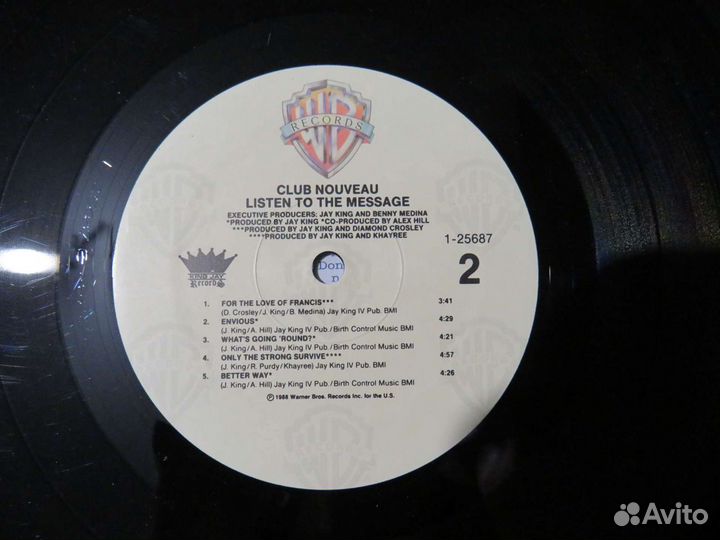 WB
RECORDS
CLUB NOUVEAU
LISTEN TO THE MESSAGE
EXECUTIVE PRODUCERS: JAY KING AND BENNY MEDINA
*PRODUCED BY JAY KING *CO-PRODUCED BY ALEX HILL
***PRODUCED BY JAY KING AND DIAMOND CROSLEY
****PRODUCED BY JAY KING AND KHAYREE
1-25687
2
KING JAY
Records
Don
n
1. FOR THE LOVE OF FRANCIS*** 3:41
(D. Crosley/J. King/B. Medina) Jay King IV Pub. BMI
2. ENVIOUS* 4:29
(J. King/A. Hill) Jay King IV Pub./Birth Control Music BMI
3. WHAT'S GOING 'ROUND?* 4:21
(J. King/A. Hill) Jay King IV Pub./Birth Control Music BMI
4. ONLY THE STRONG SURVIVE**** 4:57
(J. King/R. Purdy/Khayree) Jay King IV Pub. BMI
5. BETTER WAY* 4:26
(J. King/A. Hill) Jay King IV Pub./Birth Control Music BMI
Ⓟ 1988 Warner Bros. Records Inc. for the U.S.
Avito